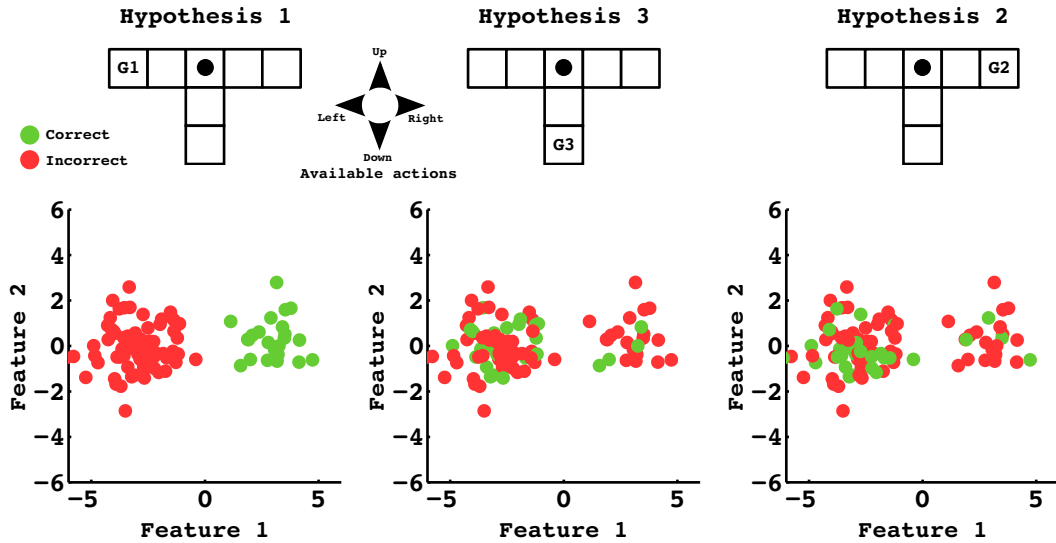 Hypothesis 1
Hypothesis 3
Hypothesis 2
G1
G2
G3
Up
Left
Right
Down
Available actions
Correct
Incorrect
6
4
2
0
−2
−4
−6
−5
0
5
Feature 2
Feature 1
6
4
2
0
−2
−4
−6
−5
0
5
Feature 2
Feature 1
6
4
2
0
−2
−4
−6
−5
0
5
Feature 2
Feature 1